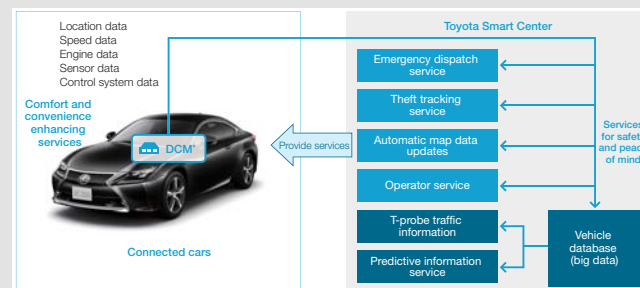 Location data
Speed data
Engine data
Sensor data
Control system data
Comfort and
convenience
enhancing
services
DCM*
Connected cars
Provide services
Toyota Smart Center
Emergency dispatch
service
Theft tracking
service
Automatic map data
updates
Operator service
T-probe traffic
information
Predictive information
service
Services
for safet
and peac
of mind
Vehicle
database
(big data)